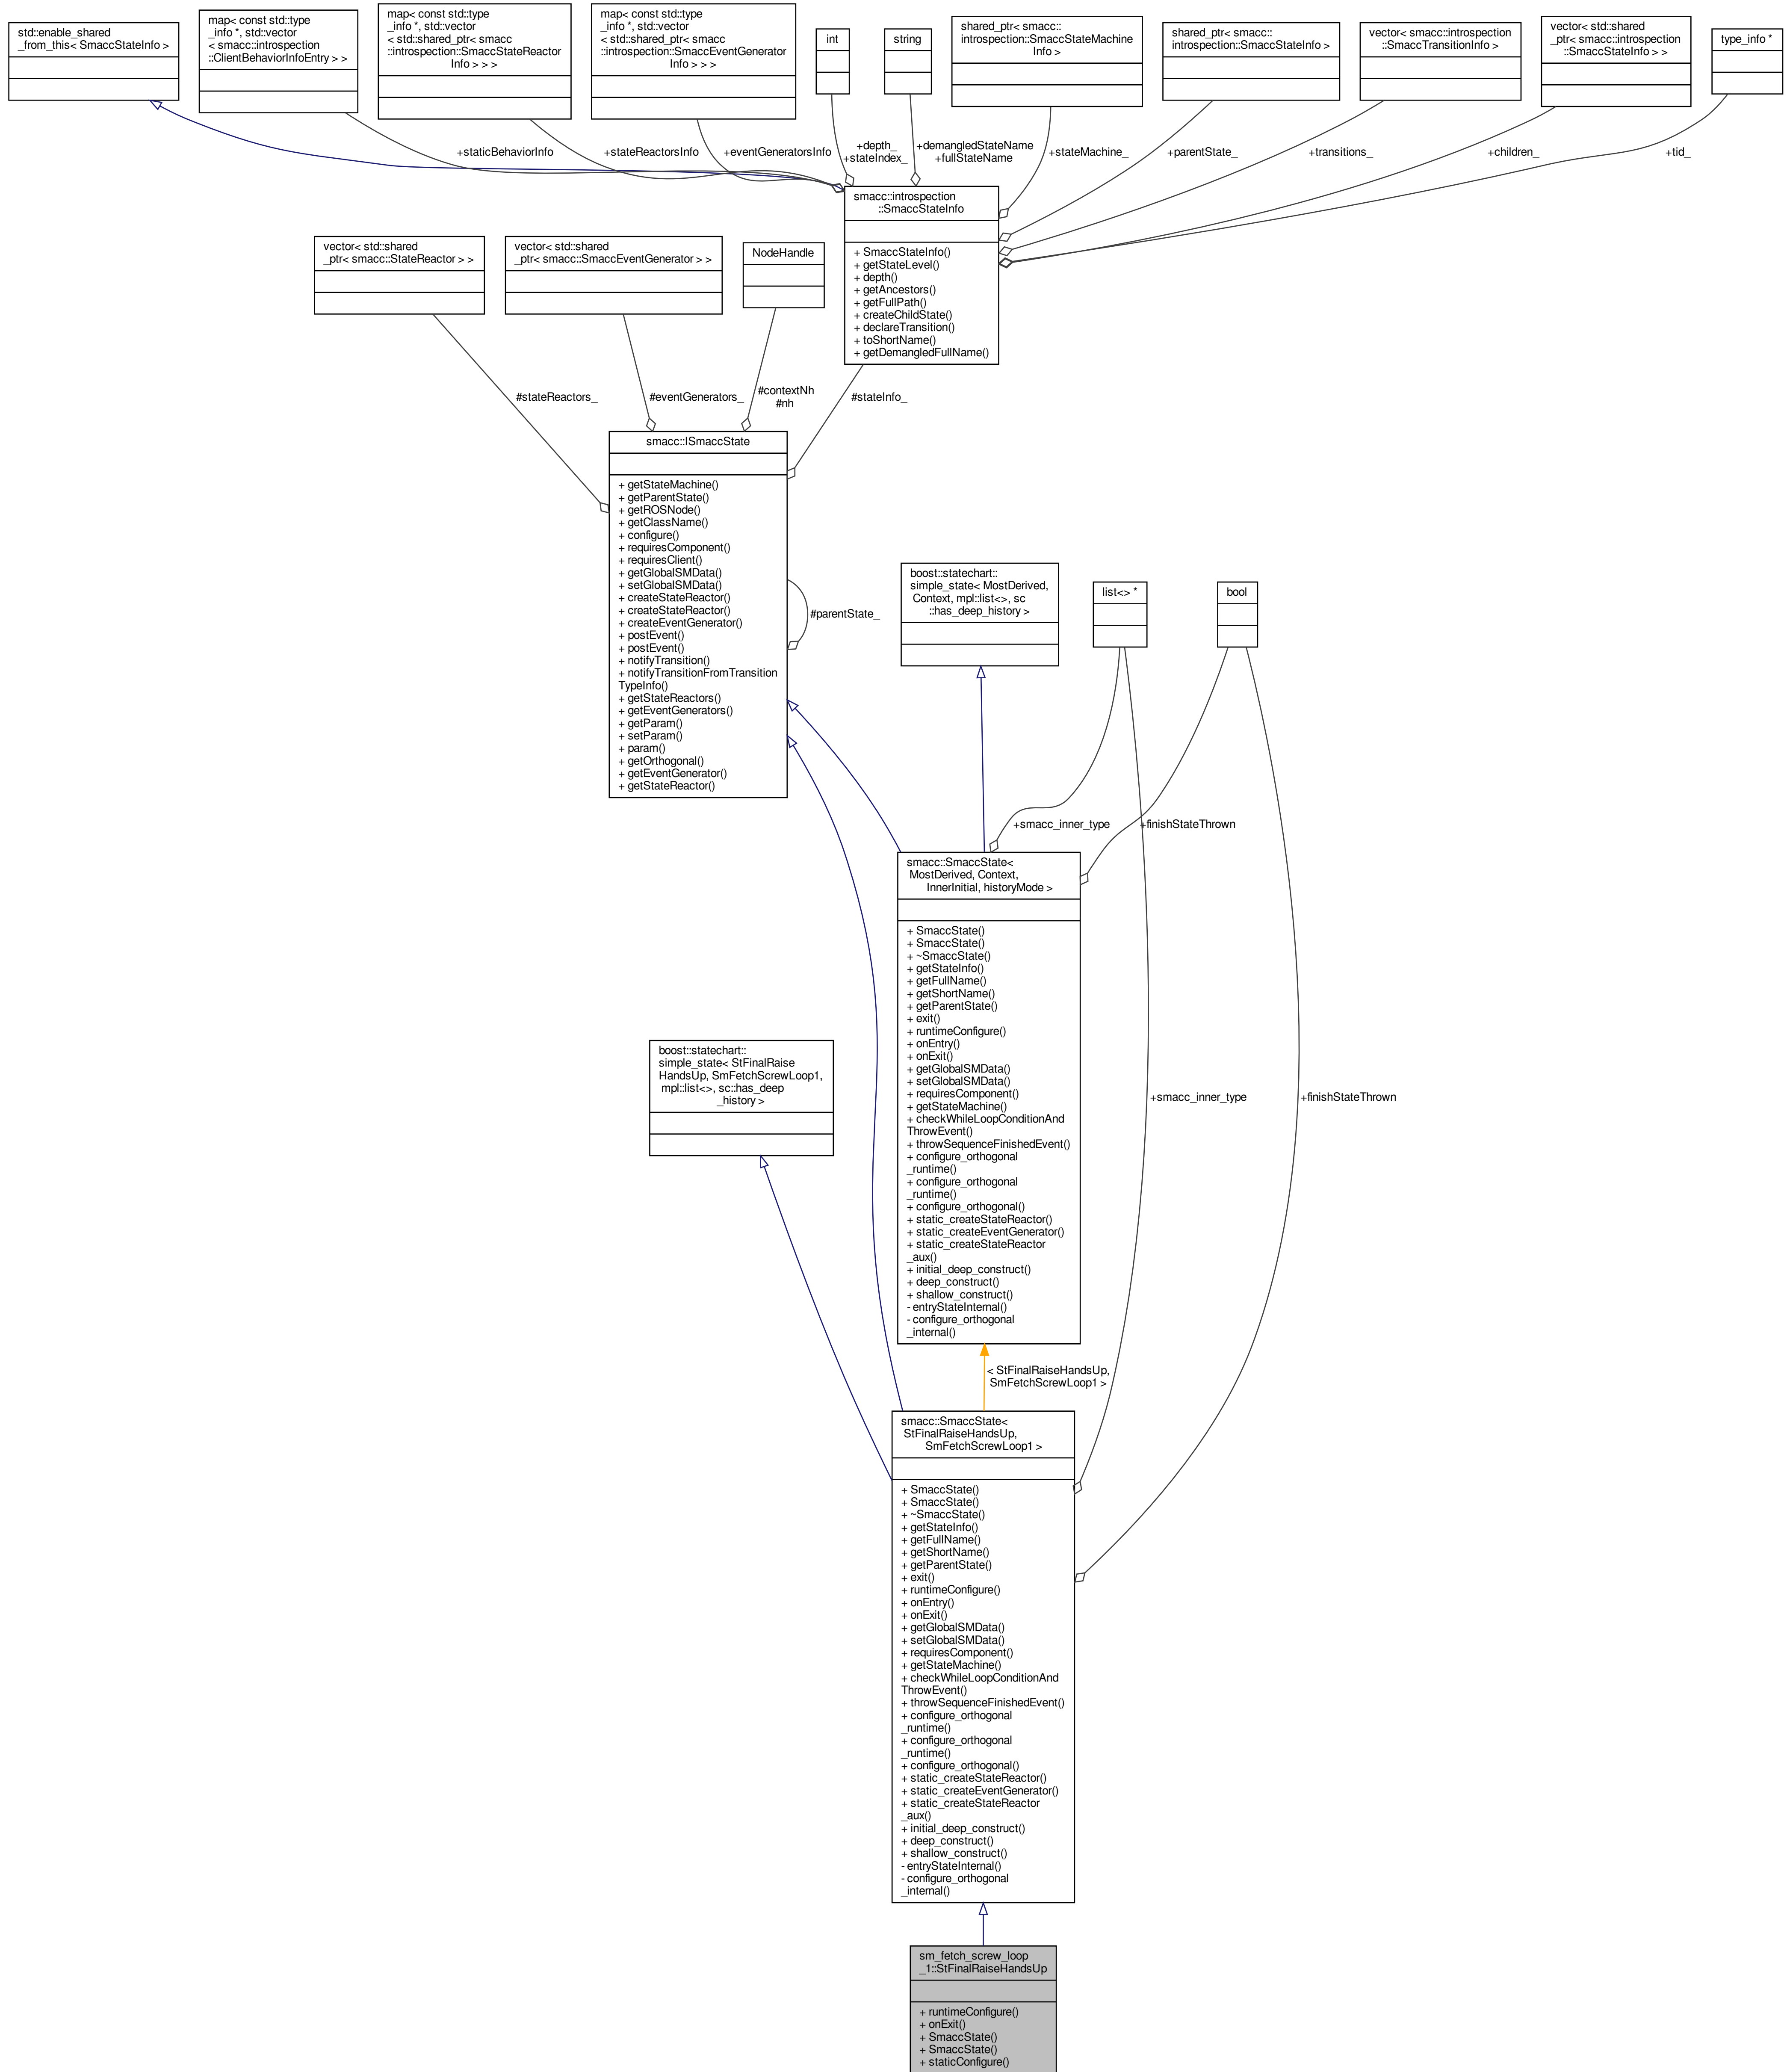 std::enable_shared
_from_this< SmaccStateInfo >
map< const std::type
_info *, std::vector
< smacc::introspection
::ClientBehaviorInfoEntry > >
map< const std::type
_info *, std::vector
< std::shared_ptr< smacc
::introspection::SmaccStateReactor
Info > > >
map< const std::type
_info *, std::vector
< std::shared_ptr< smacc
::introspection::SmaccEventGenerator
Info > > >
int
string
shared_ptr< smacc::
introspection::SmaccStateMachine
Info >
shared_ptr< smacc::
introspection::SmaccStateInfo >
vector< smacc::introspection
::SmaccTransitionInfo >
vector< std::shared
_ptr< smacc::introspection
::SmaccStateInfo > >
type_info *
+staticBehaviorInfo
+stateReactorsInfo
+eventGeneratorsInfo
+depth_
+stateIndex_
+demangledStateName
+fullStateName
+stateMachine_
+parentState_
+transitions_
+children_
+tid_
smacc::introspection
::SmaccStateInfo
+ SmaccStateInfo()
+ getStateLevel()
+ depth()
+ getAncestors()
+ getFullPath()
+ createChildState()
+ declareTransition()
+ toShortName()
+ getDemangledFullName()
vector< std::shared
_ptr< smacc::StateReactor > >
vector< std::shared
_ptr< smacc::SmaccEventGenerator > >
NodeHandle
#stateReactors_
#eventGenerators_
#contextNh
#nh
#stateInfo_
smacc::ISmaccState
+ getStateMachine()
+ getParentState()
+ getROSNode()
+ getClassName()
+ configure()
+ requiresComponent()
+ requiresClient()
+ getGlobalSMData()
+ setGlobalSMData()
+ createStateReactor()
+ createStateReactor()
+ createEventGenerator()
+ postEvent()
+ postEvent()
+ notifyTransition()
+ notifyTransitionFromTransition
TypeInfo()
+ getStateReactors()
+ getEventGenerators()
+ getParam()
+ setParam()
+ param()
+ getOrthogonal()
+ getEventGenerator()
+ getStateReactor()
#parentState_
boost::statechart::
simple_state< MostDerived,
Context, mpl::list<>, sc
::has_deep_history >
list<> *
bool
+smacc_inner_type
+finishStateThrown
smacc::SmaccState<
MostDerived, Context,
InnerInitial, historyMode >
+ SmaccState()
+ SmaccState()
+ ~SmaccState()
+ getStateInfo()
+ getFullName()
+ getShortName()
+ getParentState()
+ exit()
+ runtimeConfigure()
+ onEntry()
+ onExit()
+ getGlobalSMData()
+ setGlobalSMData()
+ requiresComponent()
+ getStateMachine()
+ checkWhileLoopConditionAnd
ThrowEvent()
+ throwSequenceFinishedEvent()
+ configure_orthogonal
_runtime()
+ configure_orthogonal
_runtime()
+ configure_orthogonal()
+ static_createStateReactor()
+ static_createEventGenerator()
+ static_createStateReactor
_aux()
+ initial_deep_construct()
+ deep_construct()
+ shallow_construct()
- entryStateInternal()
- configure_orthogonal
_internal()
boost::statechart::
simple_state< StFinalRaise
HandsUp, SmFetchScrewLoop1,
mpl::list<>, sc::has_deep
_history >
+smacc_inner_type
+finishStateThrown
< StFinalRaiseHandsUp,
SmFetchScrewLoop1 >
smacc::SmaccState<
StFinalRaiseHandsUp,
SmFetchScrewLoop1 >
+ SmaccState()
+ SmaccState()
+ ~SmaccState()
+ getStateInfo()
+ getFullName()
+ getShortName()
+ getParentState()
+ exit()
+ runtimeConfigure()
+ onEntry()
+ onExit()
+ getGlobalSMData()
+ setGlobalSMData()
+ requiresComponent()
+ getStateMachine()
+ checkWhileLoopConditionAnd
ThrowEvent()
+ throwSequenceFinishedEvent()
+ configure_orthogonal
_runtime()
+ configure_orthogonal
_runtime()
+ configure_orthogonal()
+ static_createStateReactor()
+ static_createEventGenerator()
+ static_createStateReactor
_aux()
+ initial_deep_construct()
+ deep_construct()
+ shallow_construct()
- entryStateInternal()
- configure_orthogonal
_internal()
sm_fetch_screw_loop
_1::StFinalRaiseHandsUp
+ runtimeConfigure()
+ onExit()
+ SmaccState()
+ SmaccState()
+ staticConfigure()